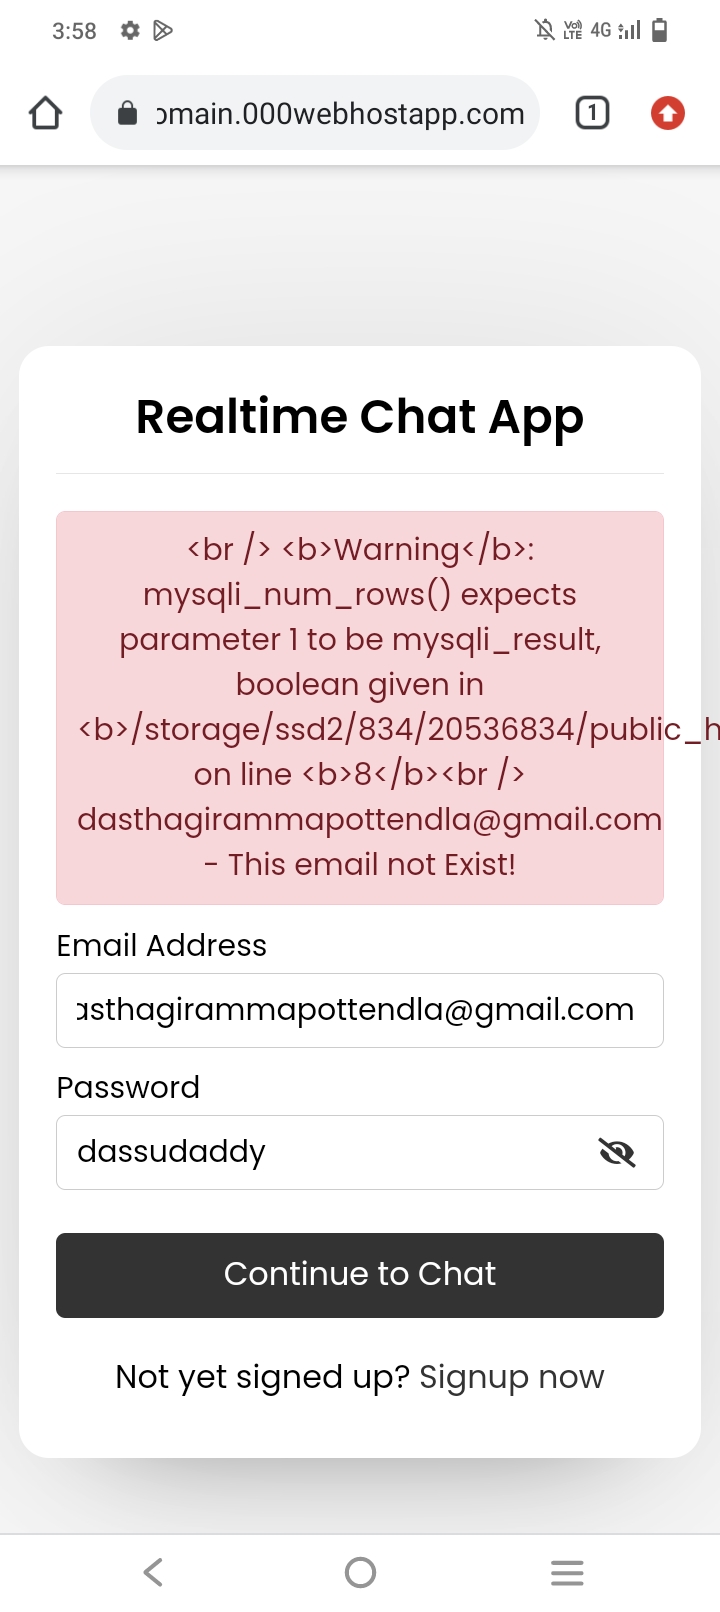 3:58
Vo)) LTE 4G
omain.000webhostapp.com
1
Realtime Chat App
<br /> <b>Warning</b>:
mysqli_num_rows() expects
parameter 1 to be mysqli_result,
boolean given in
<b>/storage/ssd2/834/20536834/public_h
on line <b>8</b><br />
dasthagirammapottendla@gmail.com
- This email not Exist!
Email Address
asthagirammapottendla@gmail.com
Password
dassudaddy
Continue to Chat
Not yet signed up? Signup now